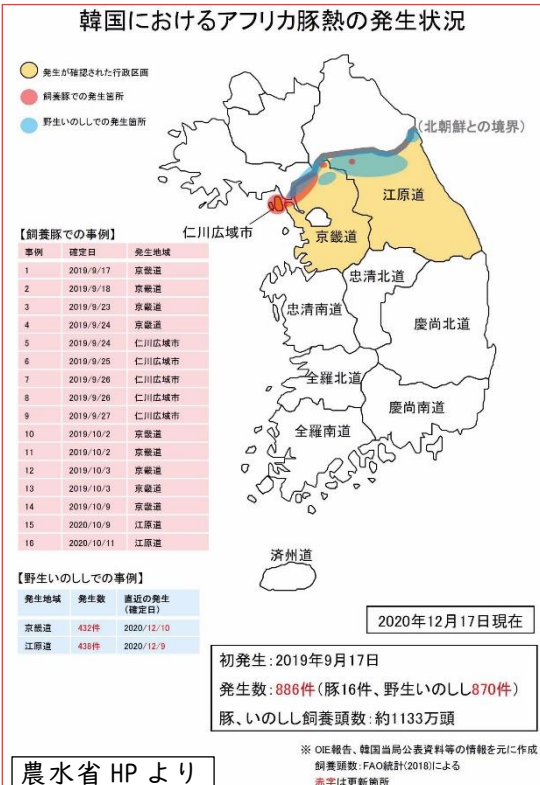 韓国におけるアフリカ豚熱の発生状況
発生が確認された行政区画
飼養豚での発生箇所
野生いのししでの発生箇所
(北朝鮮との境界)
江原道
仁川広域市
京畿道
忠清北道
忠清南道
慶尚北道
全羅北道
慶尚南道
全羅南道
済州道
【飼養豚での事例】
事例 確定日 発生地域
1 2019/9/17 京畿道
2 2019/9/18 京畿道
3 2019/9/23 京畿道
4 2019/9/24 京畿道
5 2019/9/24 仁川広域市
6 2019/9/25 仁川広域市
7 2019/9/26 仁川広域市
8 2019/9/26 仁川広域市
9 2019/9/27 仁川広域市
10 2019/10/2 京畿道
11 2019/10/2 京畿道
12 2019/10/3 京畿道
13 2019/10/3 京畿道
14 2019/10/9 京畿道
15 2020/10/9 江原道
16 2020/10/11 江原道
【野生いのししでの事例】
発生地域 発生数 直近の発生
(確定日)
京畿道 432件 2020/12/10
江原道 438件 2020/12/9
2020年12月17日現在
初発生:2019年9月17日
発生数:886件(豚16件、野生いのしし870件)
豚、いのしし飼養頭数:約1133万頭
※ OIE報告、韓国当局公表資料等の情報を元に作成
飼養頭数:FAO統計(2018)による
赤字は更新箇所
農水省 HP より